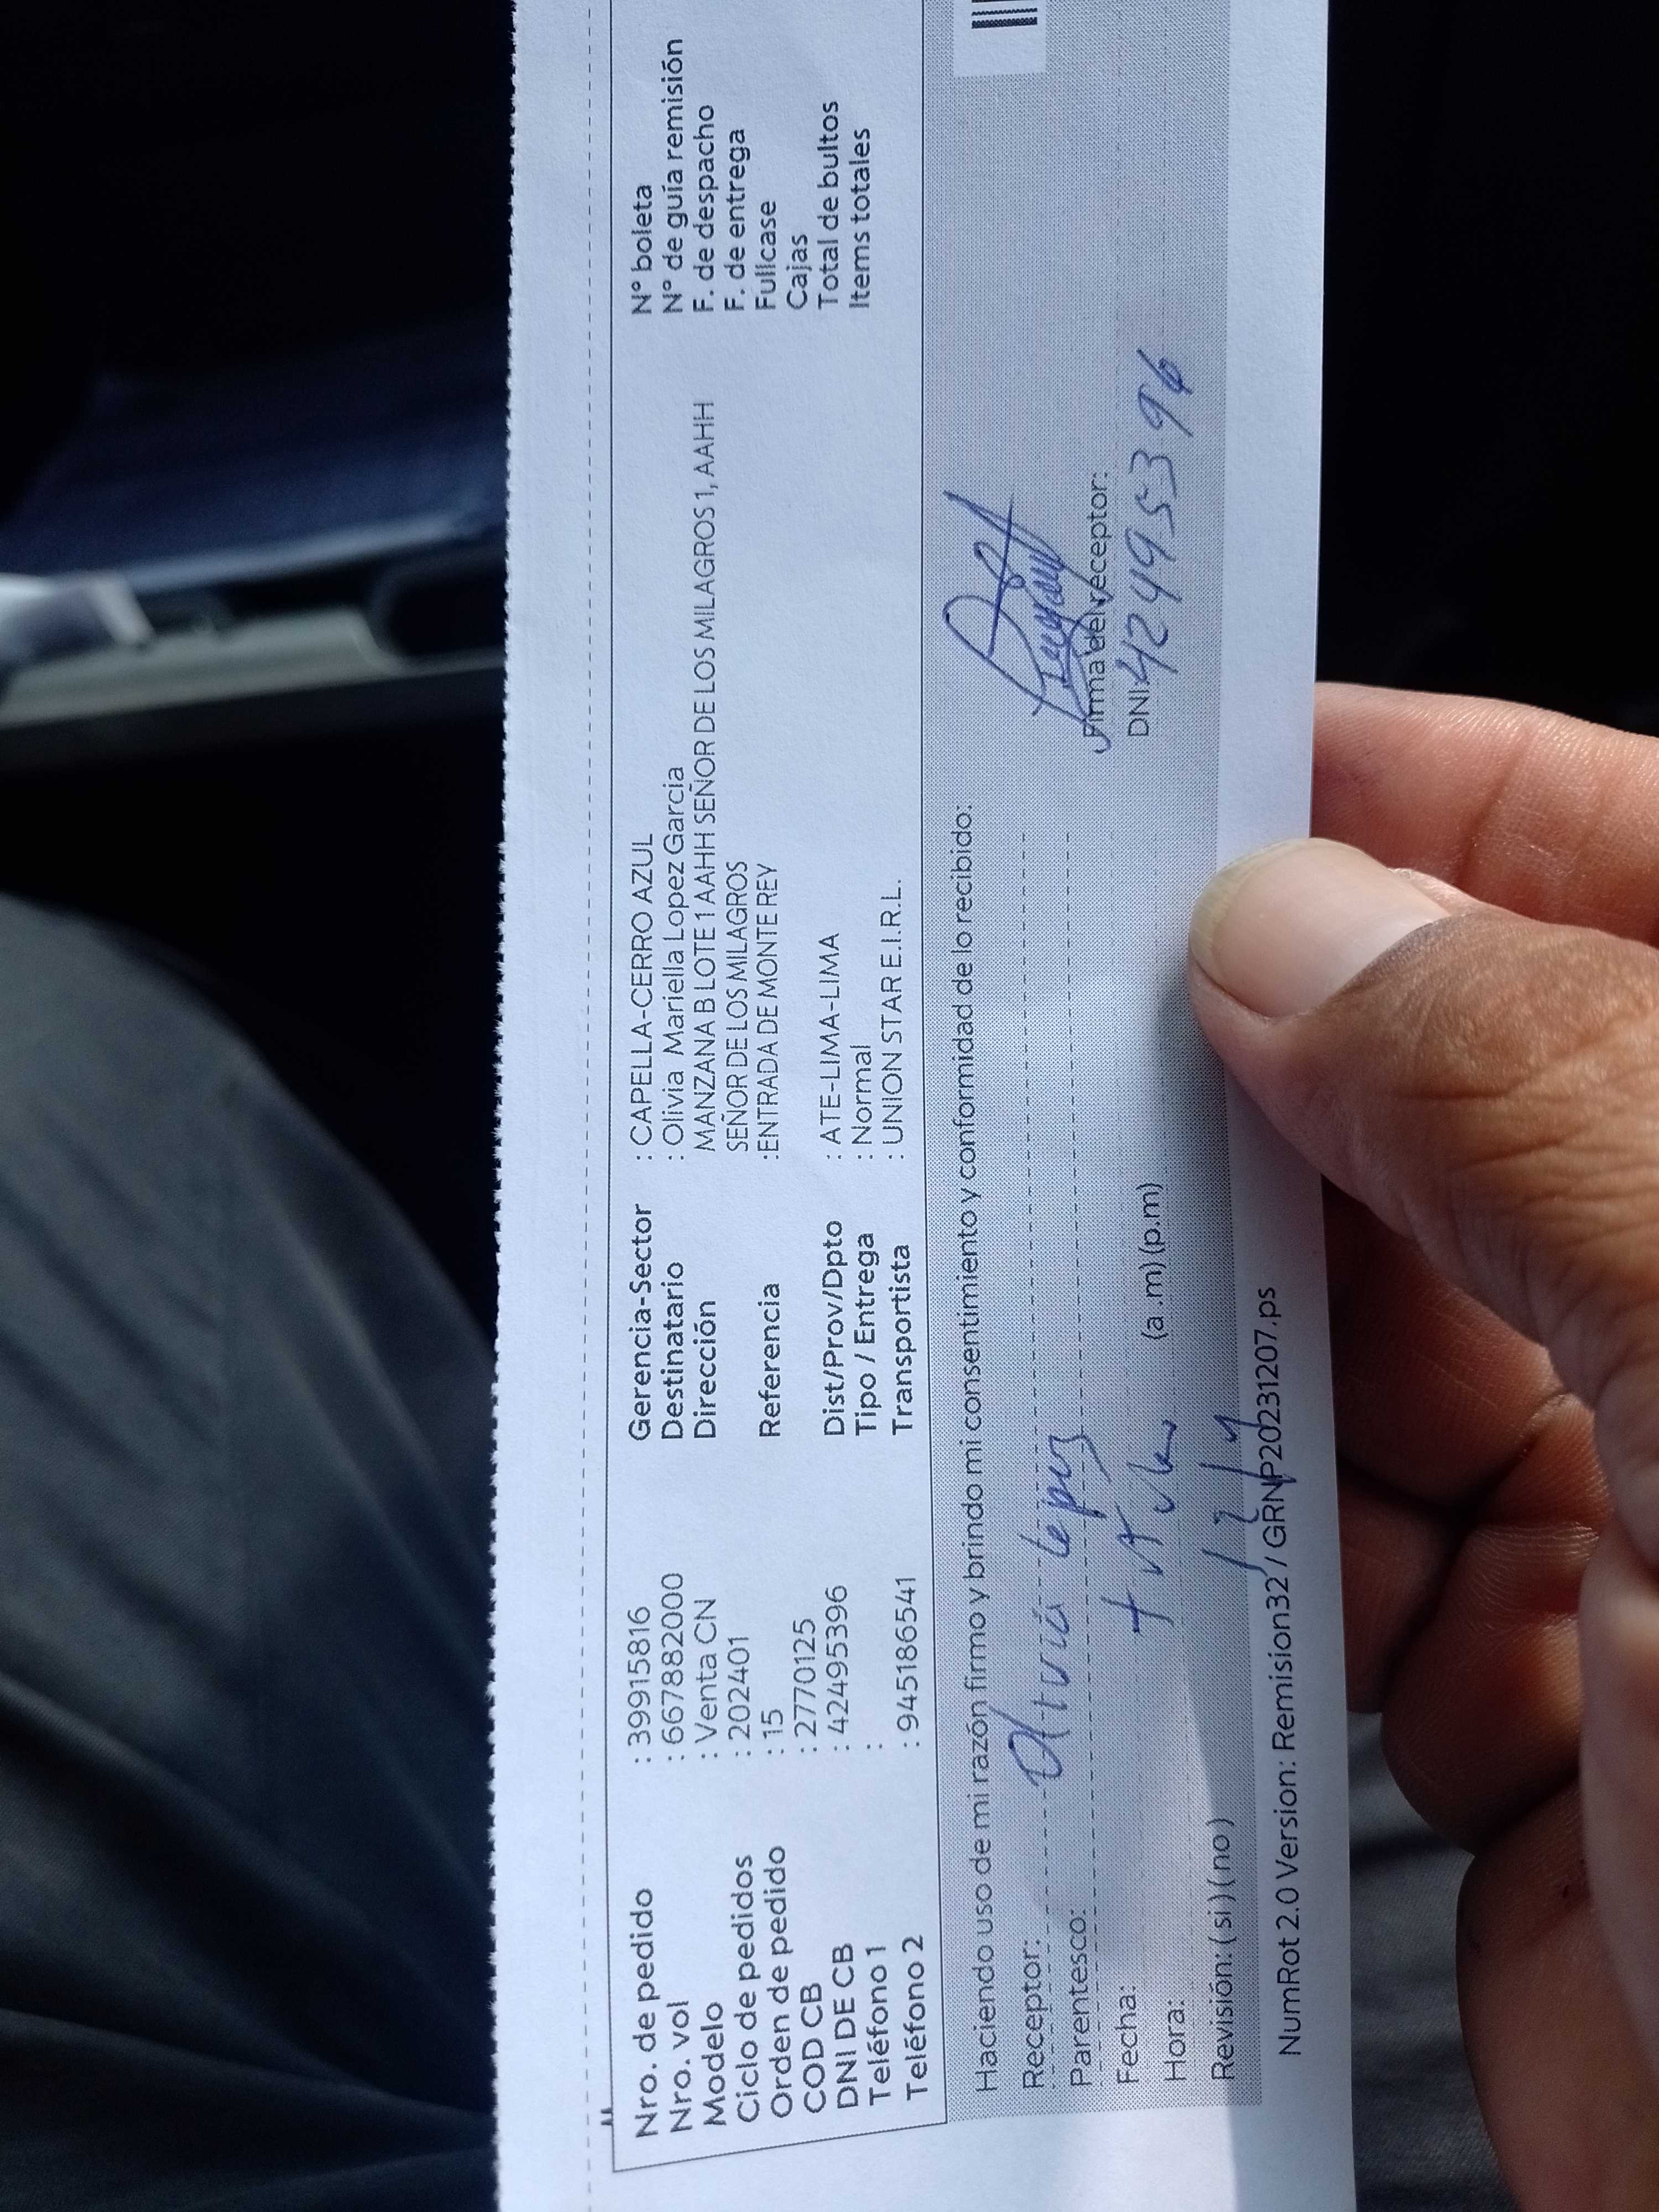 Nro. de pedido : 39915816 Gerencia-Sector : CAPELLA-CERRO AZUL N° boleta
Nro. vol : 667882000 Destinatario : Olivia Mariella Lopez Garcia N° de guía remisión
Modelo : Venta CN Dirección MANZANA B LOTE 1 AAHH SEÑOR DE LOS MILAGROS 1, AAHH F. de despacho
Ciclo de pedidos : 202401 SEÑOR DE LOS MILAGROS F. de entrega
Orden de pedido : 15 Referencia :ENTRADA DE MONTE REY Fullcase
COD CB : 2770125 Cajas
DNI DE CB : 42495396 Dist/Prov/Dpto : ATE-LIMA-LIMA Total de bultos
Teléfono 1 : Tipo / Entrega : Normal Items totales
Teléfono 2 : 945186541 Transportista : UNION STAR E.I.R.L.
Haciendo uso de mi razón firmo y brindo mi consentimiento y conformidad de lo recibido:
Receptor:
Parentesco: Firma del receptor:
Fecha: DNI: 42495396
Hora: (a.m) (p.m)
Revisión: (si) (no)
NumRot 2.0 Version: Remision32 / GRNP20231207.ps